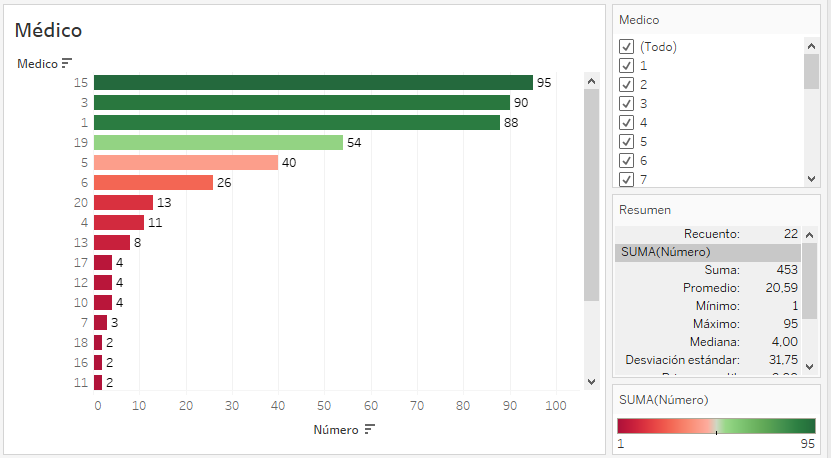 Médico
Medico
15 95
3 90
1 88
19 54
5 40
6 26
20 13
4 11
13 8
17 4
12 4
10 4
7 3
18 2
16 2
11 2
0 10 20 30 40 50 60 70 80 90 100
Número
Medico
(Todo)
1
2
3
4
5
6
7
Resumen
Recuento: 22
SUMA(Número)
Suma: 453
Promedio: 20,59
Mínimo: 1
Máximo: 95
Mediana: 4,00
Desviación estándar: 31,75
SUMA(Número)
1 95